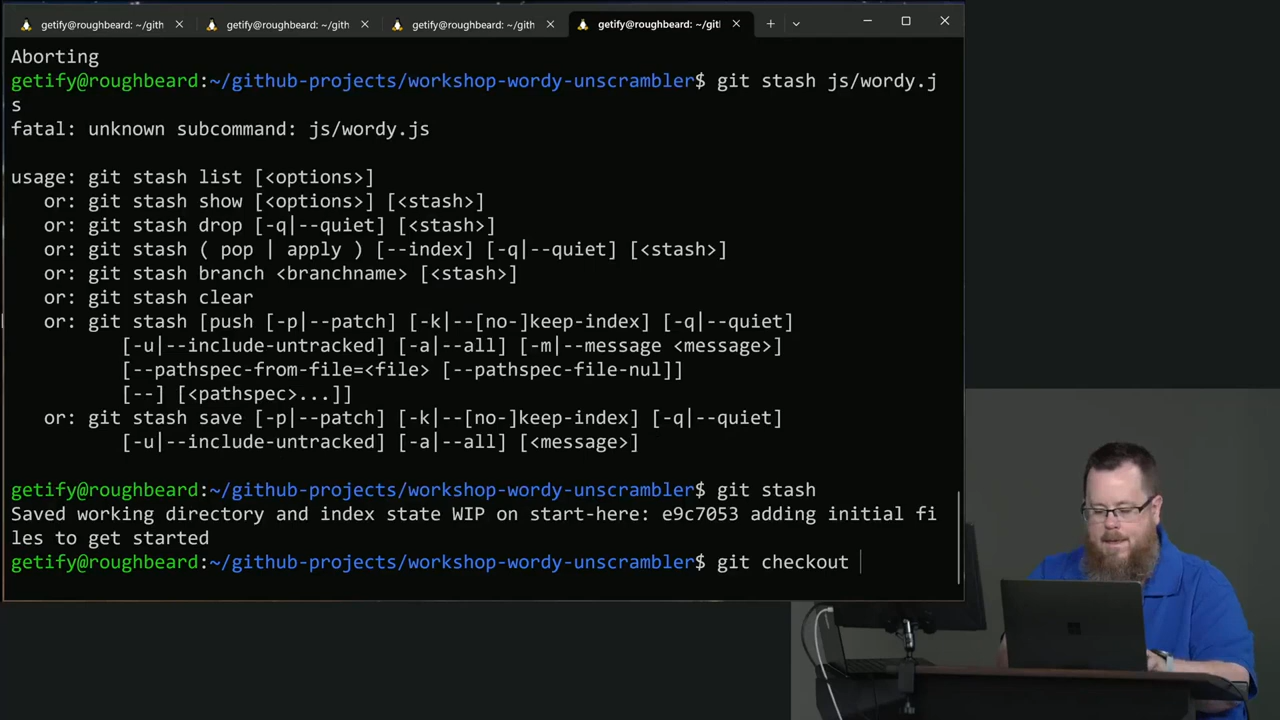 getify@roughbeard: ~/gith
getify@roughbeard: ~/gith
getify@roughbeard: ~/gith
getify@roughbeard: ~/gitl
Aborting
getify@roughbeard:~/github-projects/workshop-wordy-unscrambler$ git stash js/wordy.j
s
fatal: unknown subcommand: js/wordy.js
usage: git stash list [<options>]
or: git stash show [<options>] [<stash>]
or: git stash drop [-q|--quiet] [<stash>]
or: git stash ( pop | apply ) [--index] [-q|--quiet] [<stash>]
or: git stash branch <branchname> [<stash>]
or: git stash clear
or: git stash [push [-p|--patch] [-k|--[no-]keep-index] [-q|--quiet]
[-u|--include-untracked] [-a|--all] [-m|--message <message>]
[--pathspec-from-file=<file> [--pathspec-file-nul]]
[--] [<pathspec>...]]
or: git stash save [-p|--patch] [-k|--[no-]keep-index] [-q|--quiet]
[-u|--include-untracked] [-a|--all] [<message>]
getify@roughbeard:~/github-projects/workshop-wordy-unscrambler$ git stash
Saved working directory and index state WIP on start-here: e9c7053 adding initial fi
les to get started
getify@roughbeard:~/github-projects/workshop-wordy-unscrambler$ git checkout